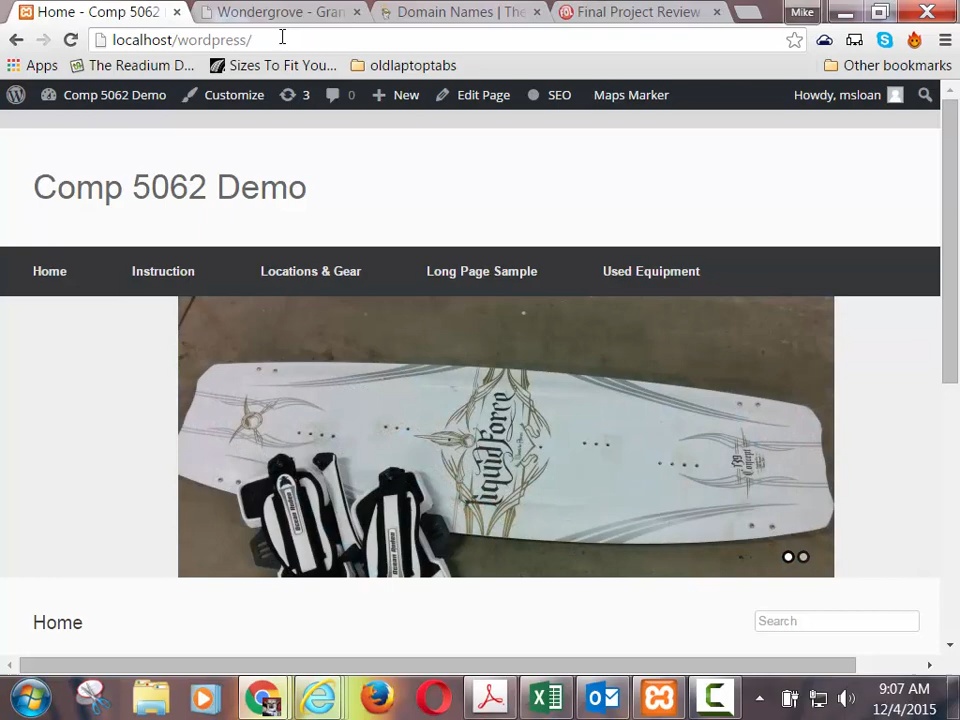 Home - Comp 5062
Wondergrove - Gran
Domain Names | The
Final Project Review
Mike
localhost/wordpress/
Apps
The Readium D...
Sizes To Fit You...
oldlaptoptabs
Other bookmarks
Comp 5062 Demo
Customize
3
0
New
Edit Page
SEO
Maps Marker
Howdy, msloan
Comp 5062 Demo
Home
Instruction
Locations & Gear
Long Page Sample
Used Equipment
liquid force
Home
Search
9:07 AM
12/4/2015